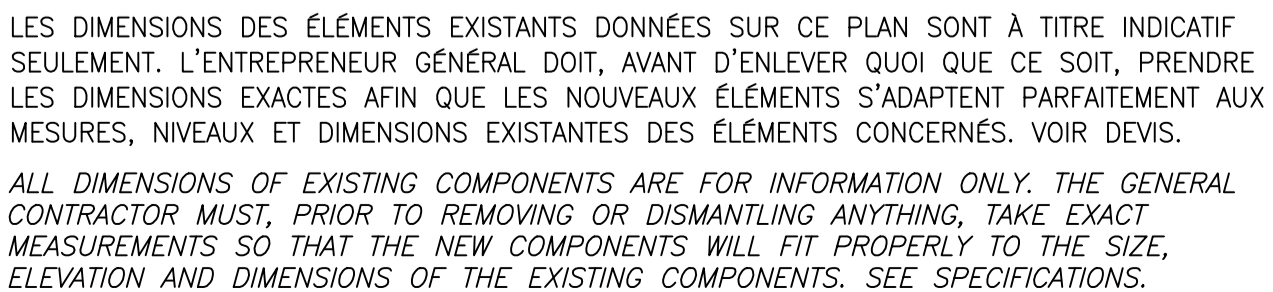 LES DIMENSIONS DES ÉLÉMENTS EXISTANTS DONNÉES SUR CE PLAN SONT À TITRE INDICATIF
SEULEMENT. L'ENTREPRENEUR GÉNÉRAL DOIT, AVANT D'ENLEVER QUOI QUE CE SOIT, PRENDRE
LES DIMENSIONS EXACTES AFIN QUE LES NOUVEAUX ÉLÉMENTS S'ADAPTENT PARFAITEMENT AUX
MESURES, NIVEAUX ET DIMENSIONS EXISTANTES DES ÉLÉMENTS CONCERNÉS. VOIR DEVIS.
ALL DIMENSIONS OF EXISTING COMPONENTS ARE FOR INFORMATION ONLY. THE GENERAL
CONTRACTOR MUST, PRIOR TO REMOVING OR DISMANTLING ANYTHING, TAKE EXACT
MEASUREMENTS SO THAT THE NEW COMPONENTS WILL FIT PROPERLY TO THE SIZE,
ELEVATION AND DIMENSIONS OF THE EXISTING COMPONENTS. SEE SPECIFICATIONS.